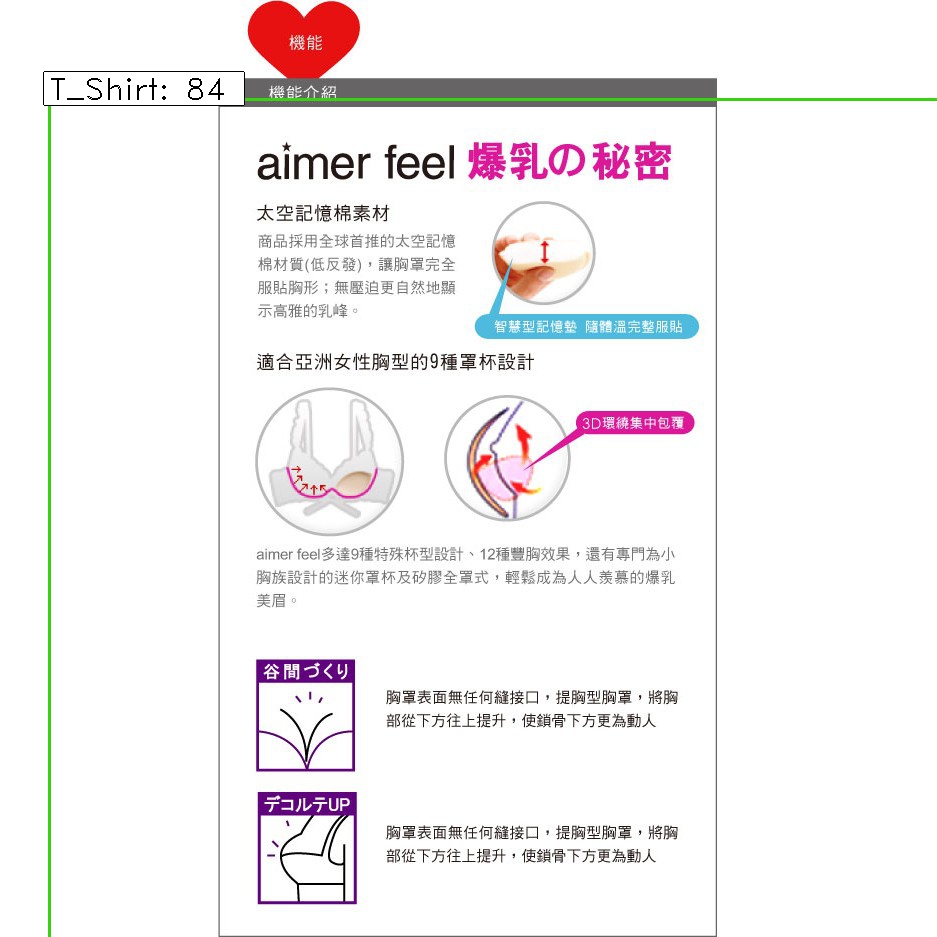 機能
T_Shirt: 84
機能介紹
aimer feel 爆乳の秘密
太空記憶棉素材
商品採用全球首推的太空記憶
棉材質(低反發)，讓胸罩完全
服貼胸形；無壓迫更自然地顯
示高雅的乳峰。
智慧型記憶墊 隨體溫完整服貼
適合亞洲女性胸型的9種罩杯設計
3D環繞集中包覆
aimer feel多達9種特殊杯型設計、12種豐胸效果，還有專門為小
胸族設計的迷你罩杯及矽膠全罩式，輕鬆成為人人羨慕的爆乳
美眉。
谷間づくり
胸罩表面無任何縫接口，提胸型胸罩，將胸
部從下方往上提升，使鎖骨下方更為動人
デコルテUP
胸罩表面無任何縫接口，提胸型胸罩，將胸
部從下方往上提升，使鎖骨下方更為動人